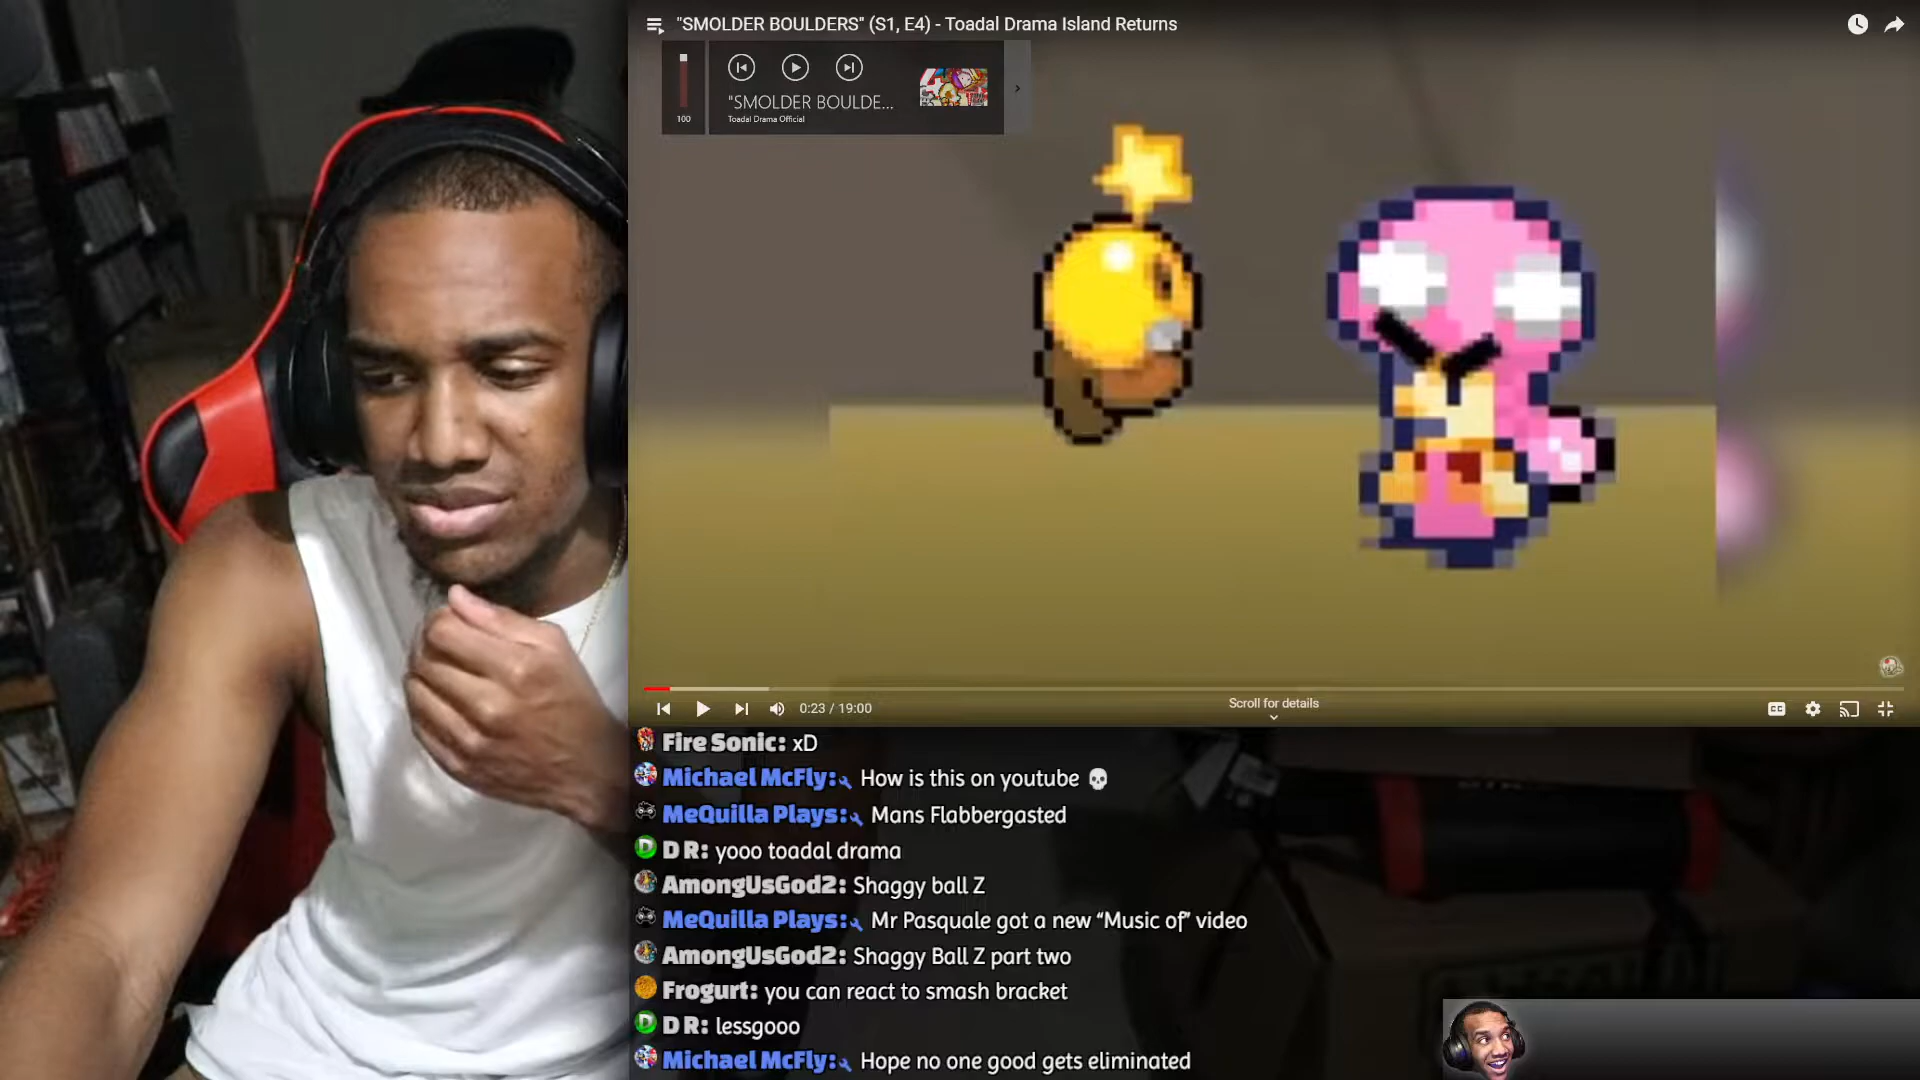 "SMOLDER BOULDERS" (S1, E4) - Toadal Drama Island Returns
100
"SMOLDER BOULDE...
Toadal Drama Official
0:23 / 19:00
Scroll for details
CC
Fire Sonic: xD
Michael McFly: How is this on youtube 💀
MeQuilla Plays: Mans Flabbergasted
D R: yooo toadal drama
AmongUsGod2: Shaggy ball Z
MeQuilla Plays: Mr Pasquale got a new “Music of” video
AmongUsGod2: Shaggy Ball Z part two
Frogurt: you can react to smash bracket
D R: lessgooo
Michael McFly: Hope no one good gets eliminated